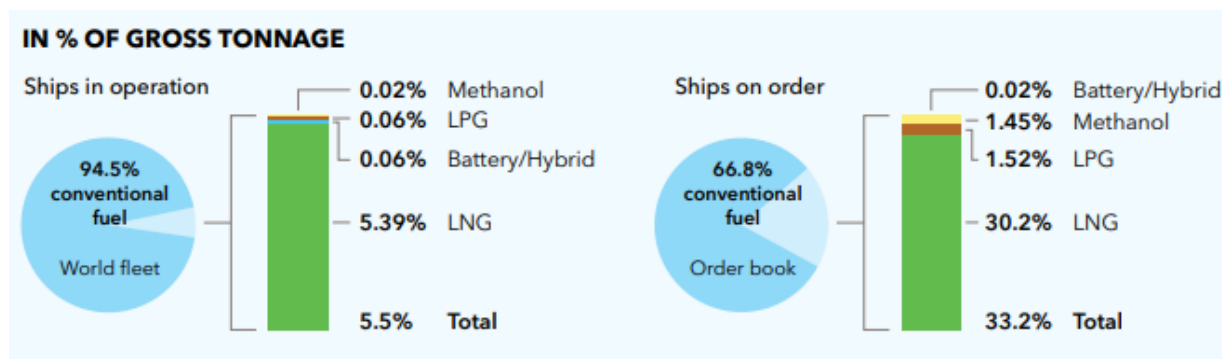 IN % OF GROSS TONNAGE
Ships in operation
94.5%
conventional
fuel
World fleet
0.02% Methanol
0.06% LPG
0.06% Battery/Hybrid
5.39% LNG
5.5% Total
Ships on order
66.8%
conventional
fuel
Order book
0.02% Battery/Hybrid
1.45% Methanol
1.52% LPG
30.2% LNG
33.2% Total